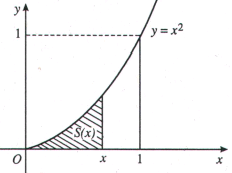 y
1
y = x²
S(x)
O
x
1
x